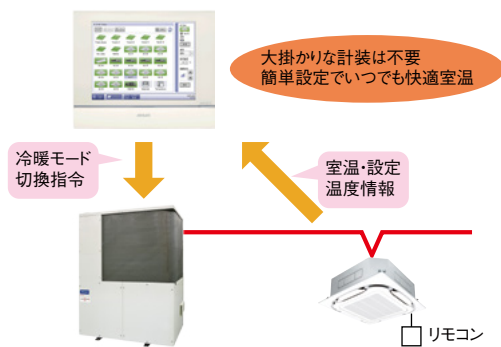 大掛かりな計装は不要
簡単設定でいつでも快適室温
冷暖モード
切換指令
室温・設定
温度情報
リモコン